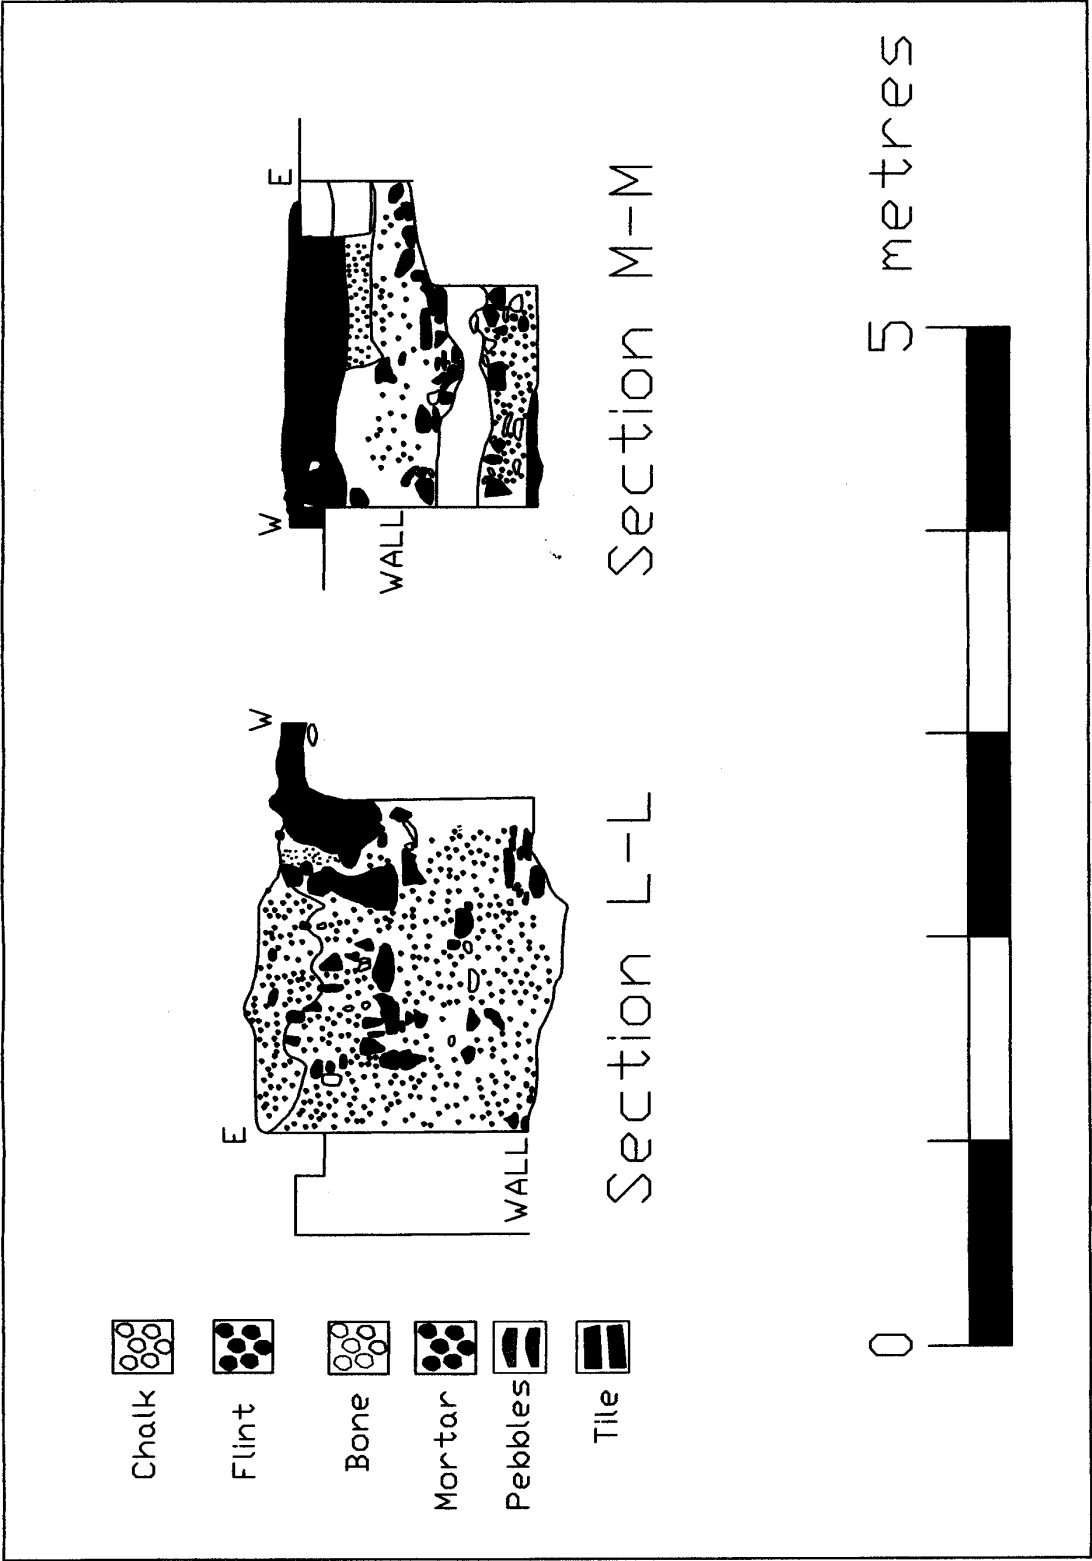 Chalk
Flint
Bone
Mortar
Pebbles
Tile
E
W
WALL
Section L-L
W
E
WALL
Section M-M
0
5 metres